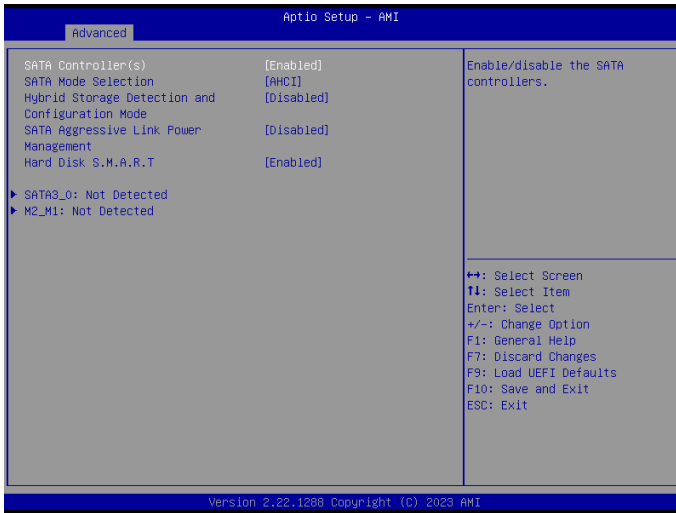 Aptio Setup – AMI
Advanced
SATA Controller(s) [Enabled]
SATA Mode Selection [AHCI]
Hybrid Storage Detection and [Disabled]
Configuration Mode
SATA Aggressive Link Power [Disabled]
Management
Hard Disk S.M.A.R.T [Enabled]
SATA3_0: Not Detected
M2_M1: Not Detected
Enable/disable the SATA
controllers.
↔: Select Screen
↑↓: Select Item
Enter: Select
+/-: Change Option
F1: General Help
F7: Discard Changes
F9: Load UEFI Defaults
F10: Save and Exit
ESC: Exit
Version 2.22.1288 Copyright (C) 2023 AMI